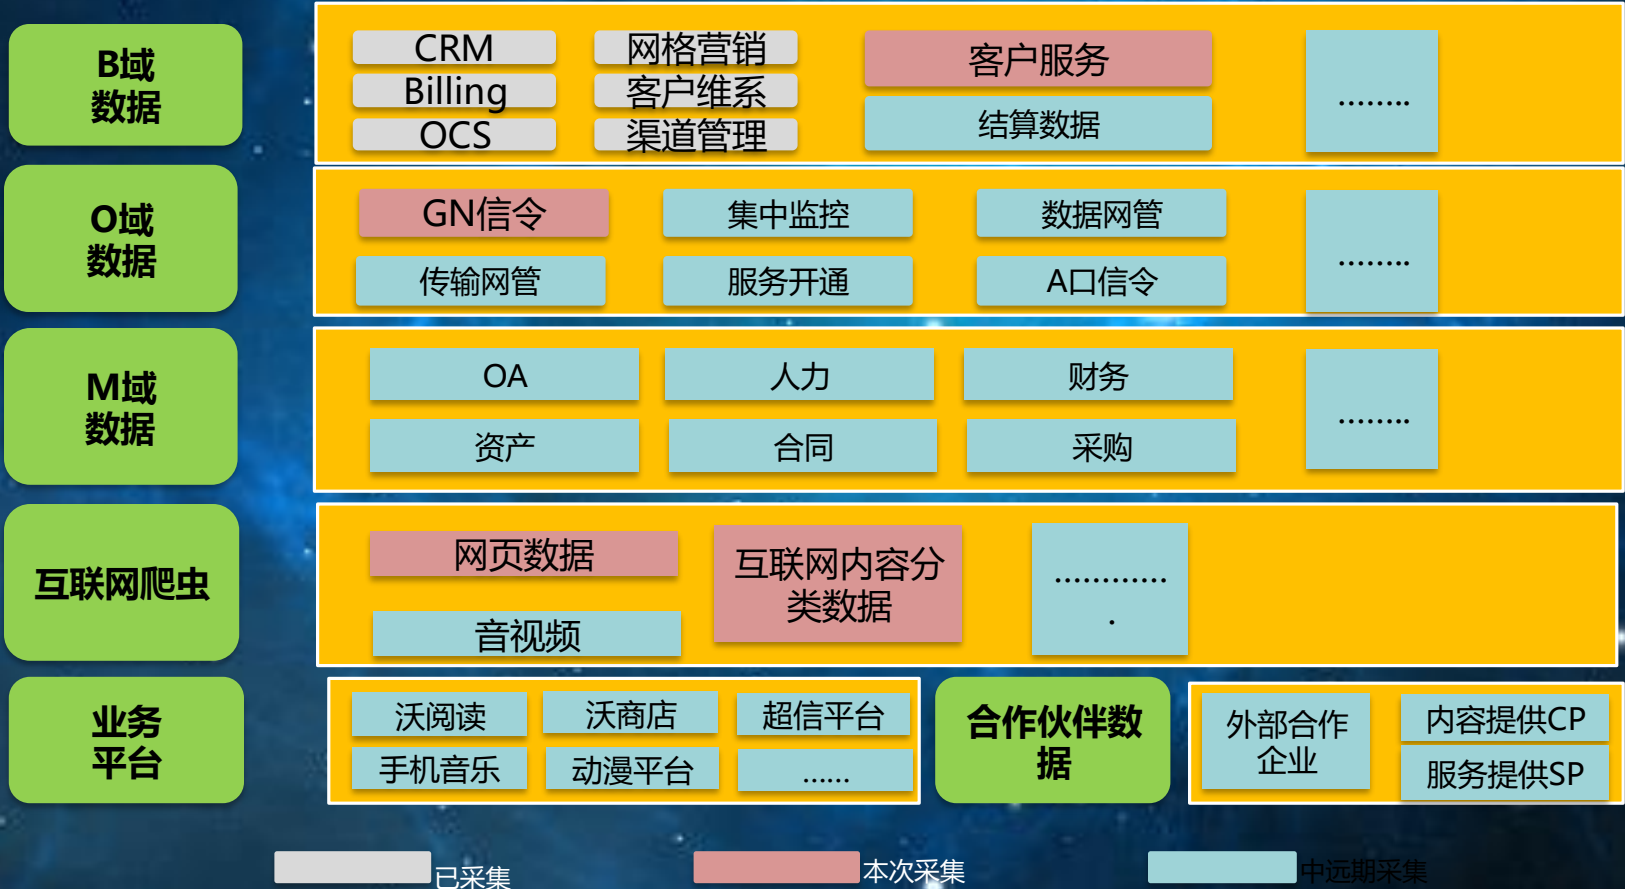 B域
数据
CRM
网格营销
客户服务
Billing
客户维系
结算数据
OCS
渠道管理
……..
O域
数据
GN信令
集中监控
数据网管
传输网管
服务开通
A口信令
……..
M域
数据
OA
人力
财务
资产
合同
采购
……..
互联网爬虫
网页数据
音视频
互联网内容分
类数据
…………
.
业务
平台
沃阅读
沃商店
超信平台
手机音乐
动漫平台
……
合作伙伴数
据
外部合作
企业
内容提供CP
服务提供SP
已采集
本次采集
中远期采集